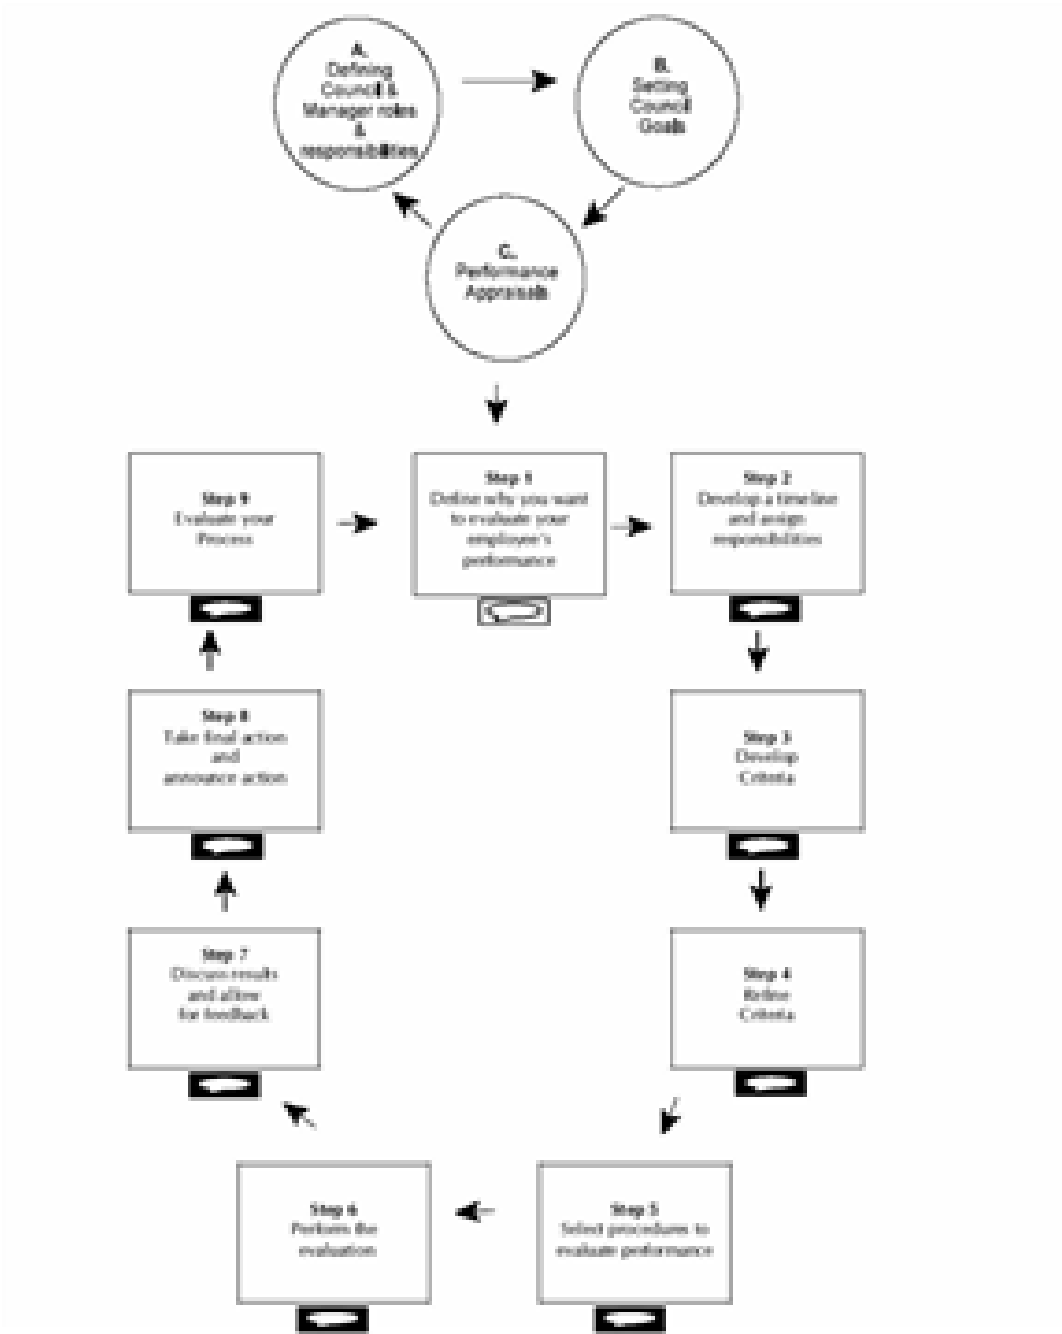 A.
Defining
Council &
Manager roles
&
responsibilities
B.
Setting
Council
Goals
C.
Performance
Appraisals
Step 9
Evaluate your
Process
Step 1
Define why you want
to evaluate your
employee's
performance
Step 2
Develop a timeline
and assign
responsibilities
Step 8
Take final action
and
announce action
Step 3
Develop
Criteria
Step 7
Discuss results
and allow
for feedback
Step 4
Refine
Criteria
Step 6
Perform the
evaluation
Step 5
Select procedures to
evaluate performance